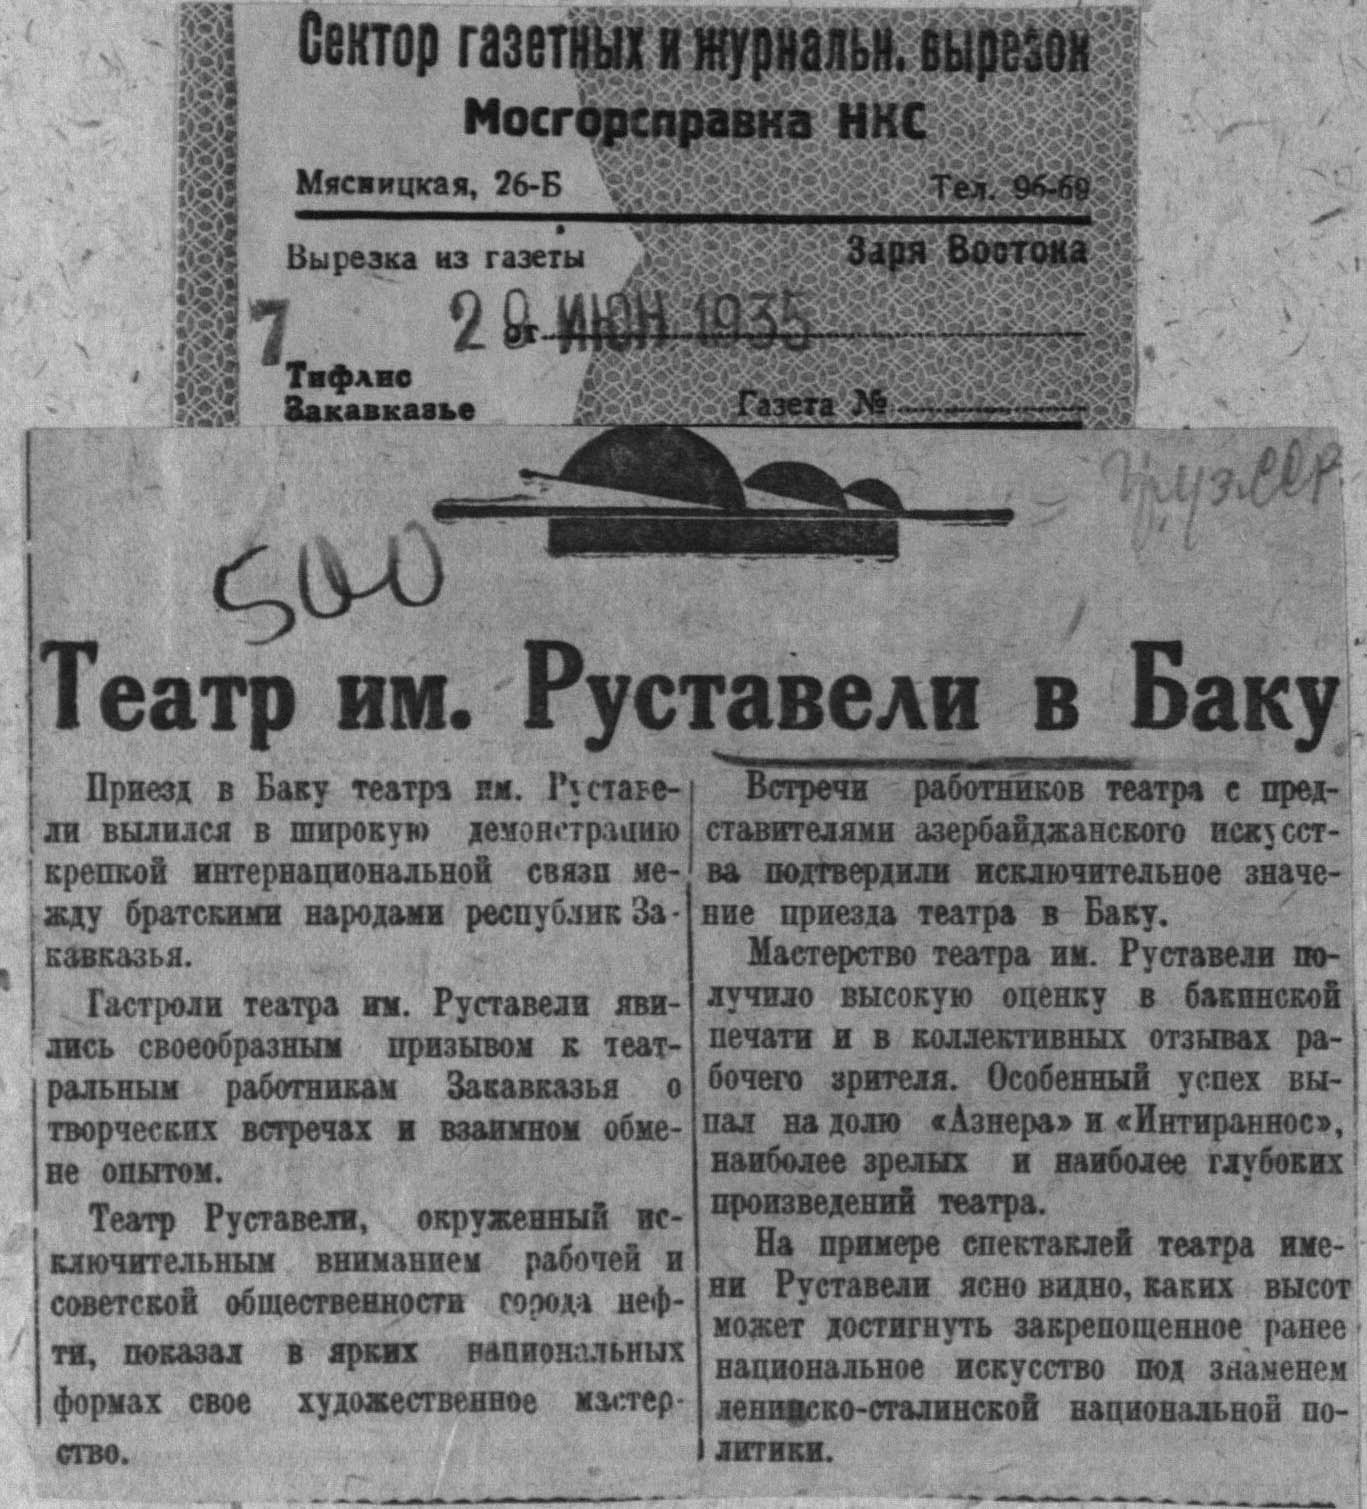 Сектор газетных и журнальн. вырезок
Мосгорсправка НКС
Мясницкая, 26-Б Тел. 96-69
Вырезка из газеты Заря Востока
7 28 ИЮН 1935
от
Тифлис
Закавказье Газета №
Груз.ССР
500
Театр им. Руставели в Баку
Приезд в Баку театра им. Руставе-
ли вылился в широкую демонстрацию
крепкой интернациональной связи ме-
жду братскими народами республик За-
кавказья.
Гастроли театра им. Руставели яви-
лись своеобразным призывом к теат-
ральным работникам Закавказья о
творческих встречах и взаимном обме-
не опытом.
Театр Руставели, окруженный ис-
ключительным вниманием рабочей и
советской общественности города неф-
ти, показал в ярких национальных
формах свое художественное мастер-
ство.
Встречи работников театра с пред-
ставителями азербайджанского искусст-
ва подтвердили исключительное значе-
ние приезда театра в Баку.
Мастерство театра им. Руставели по-
лучило высокую оценку в бакинской
печати и в коллективных отзывах ра-
бочего зрителя. Особенный успех вы-
пал на долю «Азнера» и «Интираннос»,
наиболее зрелых и наиболее глубоких
произведений театра.
На примере спектаклей театра име-
ни Руставели ясно видно, каких высот
может достигнуть закрепощенное ранее
национальное искусство под знаменем
ленинско-сталинской национальной по-
литики.